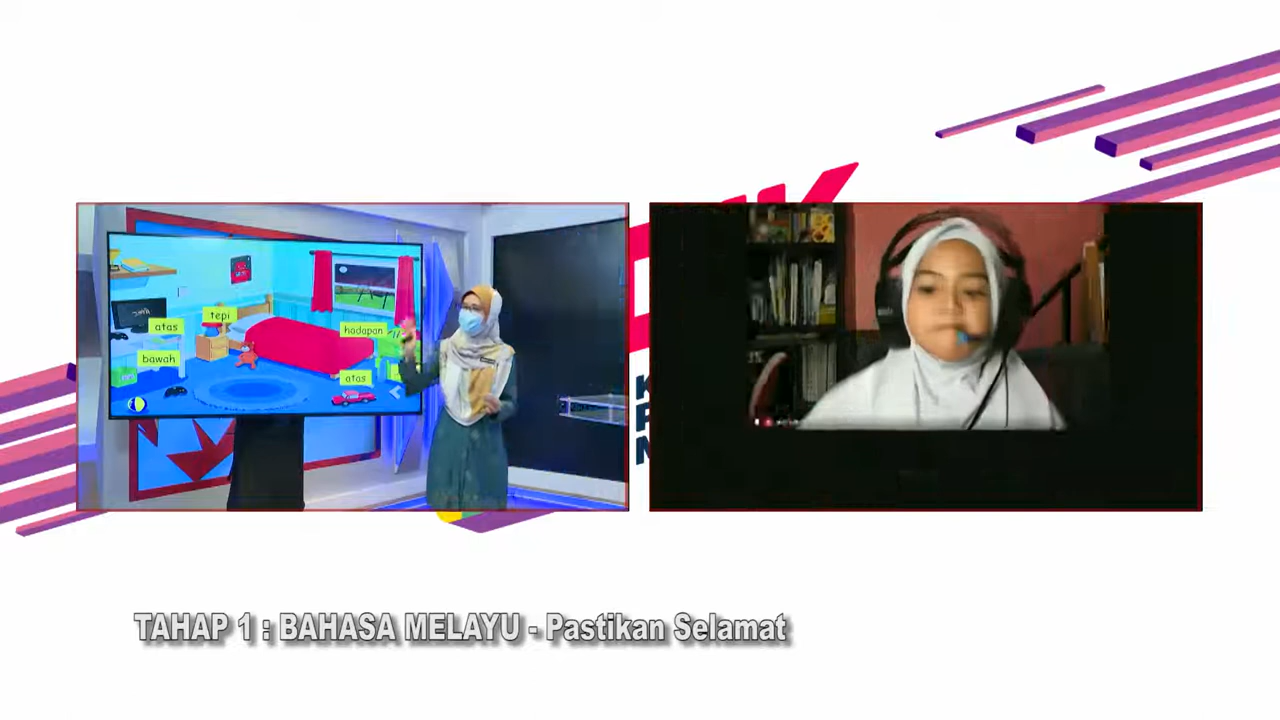 tepi
atas
hadapan
bawah
atas
TAHAP 1 : BAHASA MELAYU - Pastikan Selamat